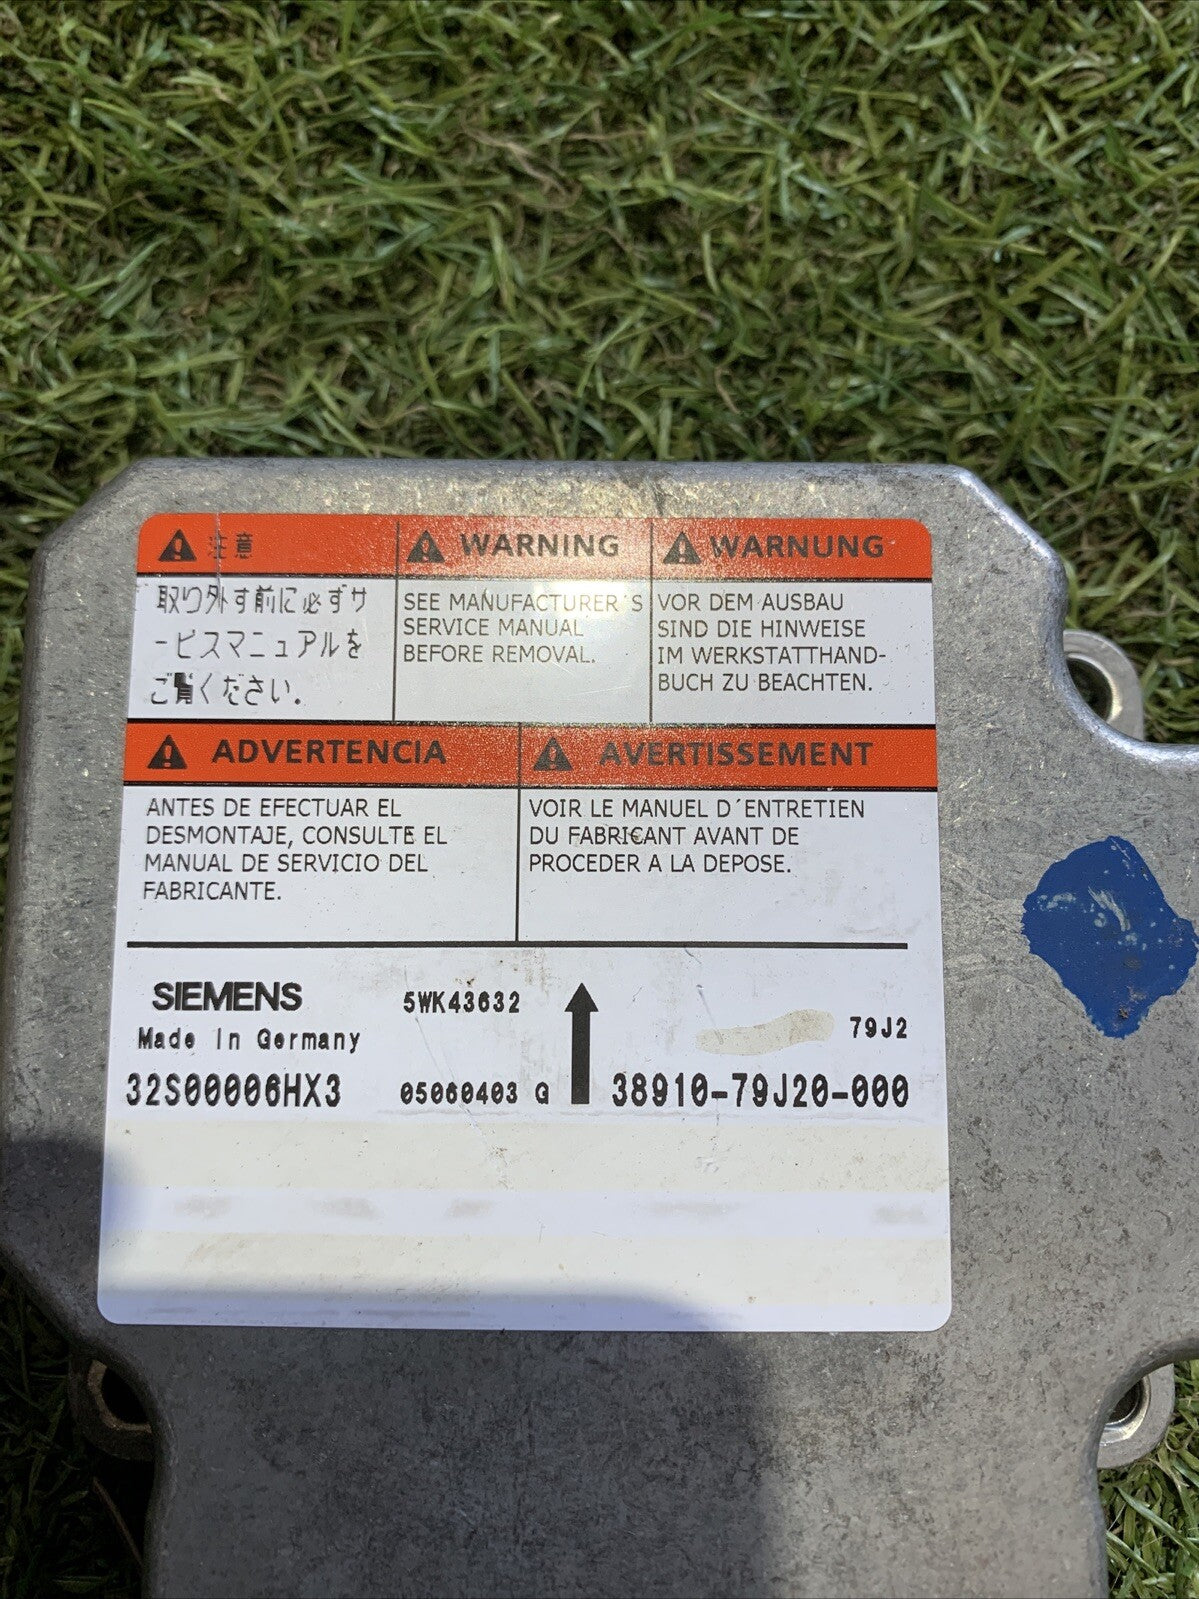 注意
取り外す前に必ずサ
ービスマニュアルを
ご覧ください。
WARNING
SEE MANUFACTURER´S
SERVICE MANUAL
BEFORE REMOVAL.
WARNUNG
VOR DEM AUSBAU
SIND DIE HINWEISE
IM WERKSTATTHAND-
BUCH ZU BEACHTEN.
ADVERTENCIA
ANTES DE EFECTUAR EL
DESMONTAJE, CONSULTE EL
MANUAL DE SERVICIO DEL
FABRICANTE.
AVERTISSEMENT
VOIR LE MANUEL D´ENTRETIEN
DU FABRICANT AVANT DE
PROCEDER A LA DEPOSE.
SIEMENS 5WK43632
Made In Germany 79J2
32S00006HX3 05060403 G 38910-79J20-000